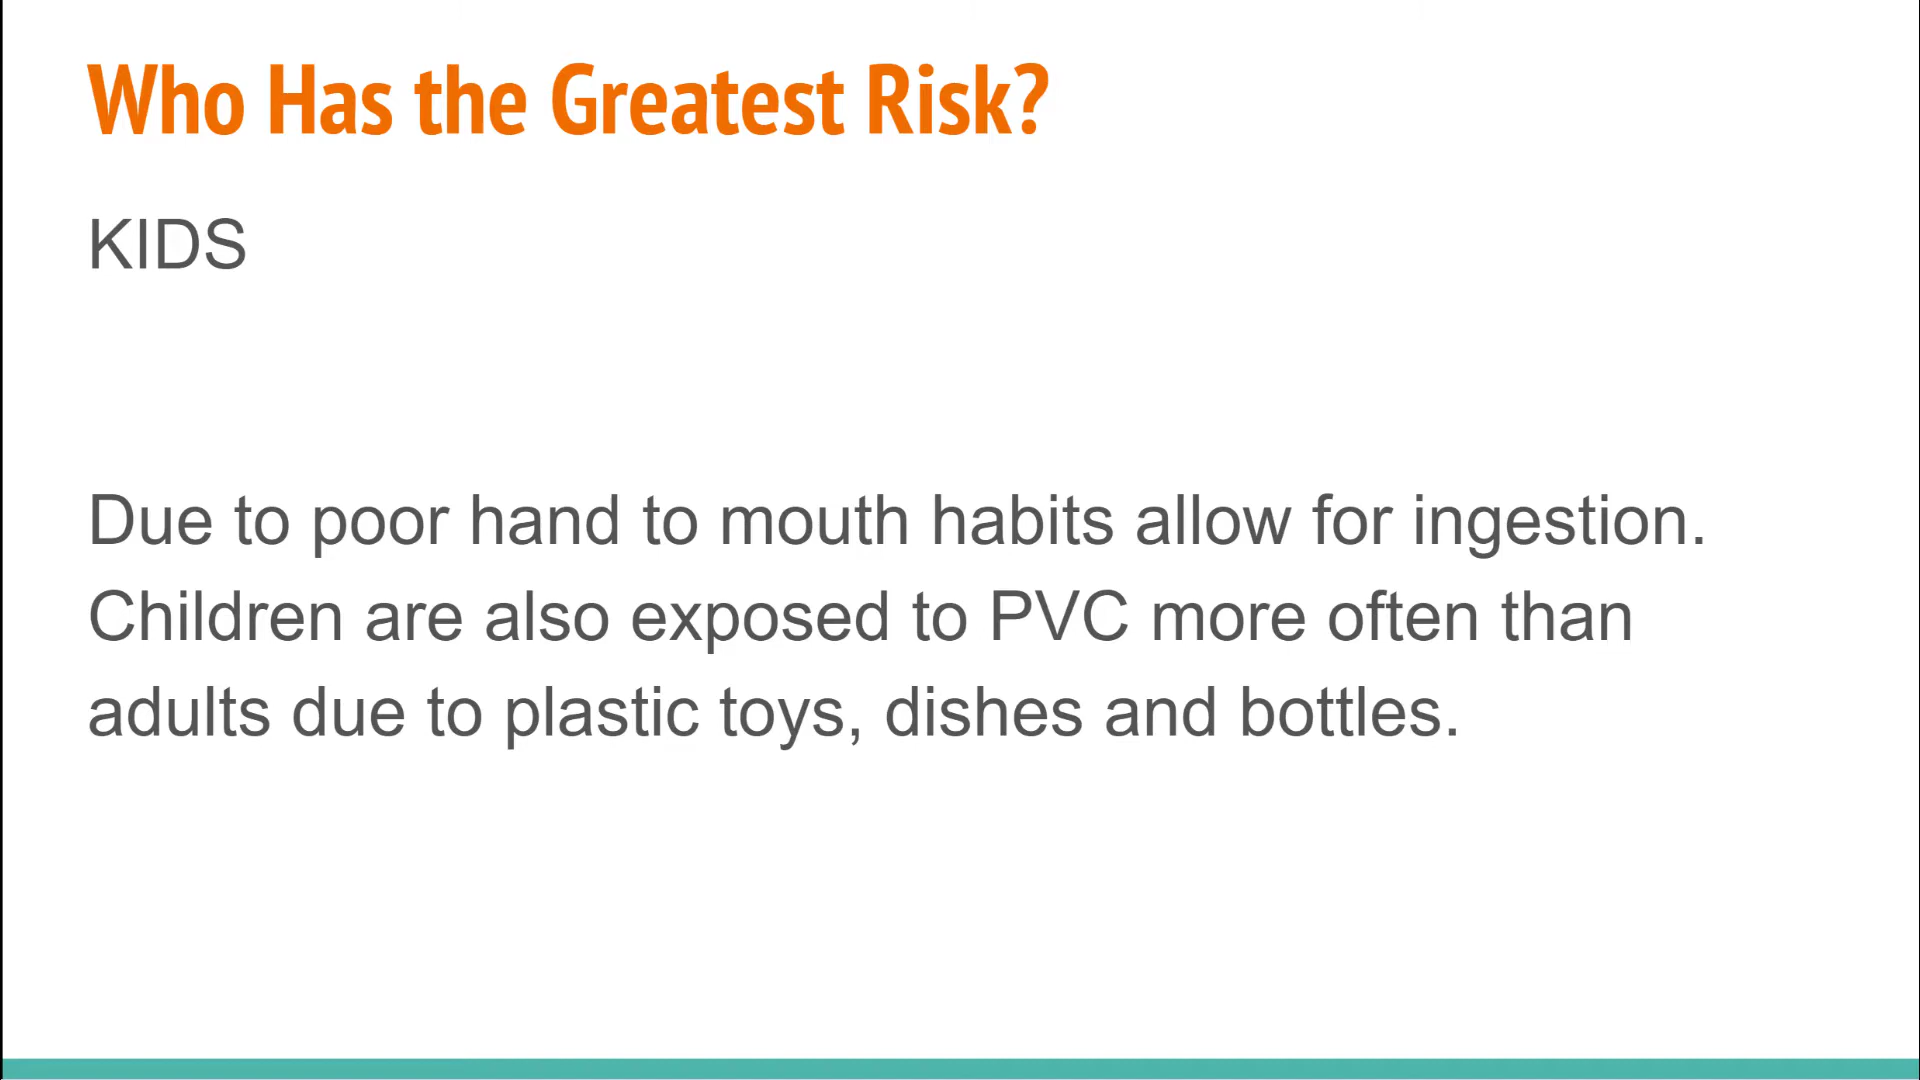 Who Has the Greatest Risk?
KIDS
Due to poor hand to mouth habits allow for ingestion.
Children are also exposed to PVC more often than
adults due to plastic toys, dishes and bottles.